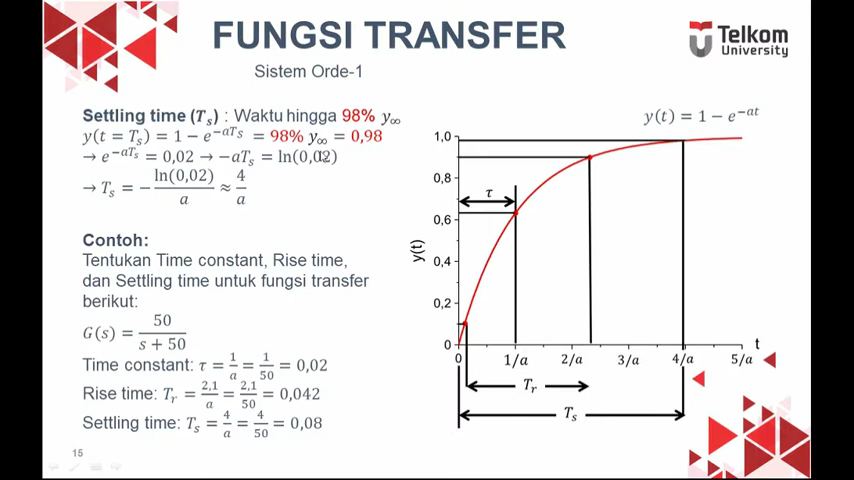 FUNGSI TRANSFER
Sistem Orde-1
Telkom
University
Settling time (Tₛ) : Waktu hingga 98% y∞
y(t = Tₛ) = 1 − e^(−aTₛ) = 98% y∞ = 0,98
→ e^(−aTₛ) = 0,02 → −aTₛ = ln(0,02)
→ Tₛ = − ln(0,02)/a ≈ 4/a
Contoh:
Tentukan Time constant, Rise time,
dan Settling time untuk fungsi transfer
berikut:
G(s) = 50/(s + 50)
Time constant: τ = 1/a = 1/50 = 0,02
Rise time: Tᵣ = 2,1/a = 2,1/50 = 0,042
Settling time: Tₛ = 4/a = 4/50 = 0,08
15
y(t) = 1 − e^(−at)
1,0
0,8
0,6
0,4
0,2
0
y(t)
τ
0 1/a 2/a 3/a 4/a 5/a
t
Tᵣ
Tₛ